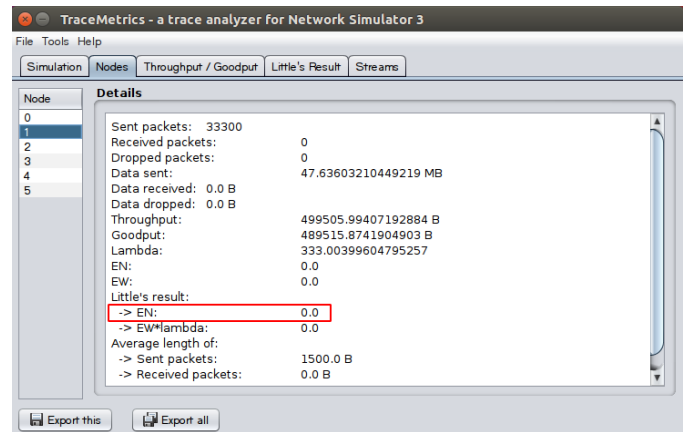 TraceMetrics - a trace analyzer for Network Simulator 3
File Tools Help
Simulation Nodes Throughput / Goodput Little's Result Streams
Node
0
1
2
3
4
5
Details
Sent packets: 33300
Received packets: 0
Dropped packets: 0
Data sent: 47.63603210449219 MB
Data received: 0.0 B
Data dropped: 0.0 B
Throughput: 499505.99407192884 B
Goodput: 489515.8741904903 B
Lambda: 333.00399604795257
EN: 0.0
EW: 0.0
Little's result:
-> EN: 0.0
-> EW*lambda: 0.0
Average length of:
-> Sent packets: 1500.0 B
-> Received packets: 0.0 B
Export this Export all